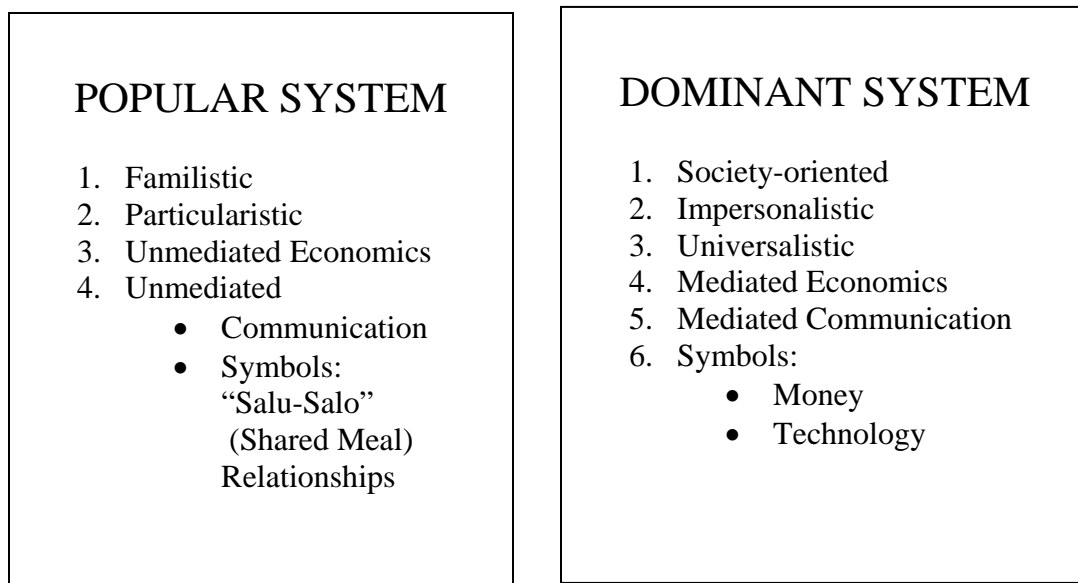 POPULAR SYSTEM
1. Familistic
2. Particularistic
3. Unmediated Economics
4. Unmediated
• Communication
• Symbols:
“Salu-Salo”
(Shared Meal)
Relationships
DOMINANT SYSTEM
1. Society-oriented
2. Impersonalistic
3. Universalistic
4. Mediated Economics
5. Mediated Communication
6. Symbols:
• Money
• Technology